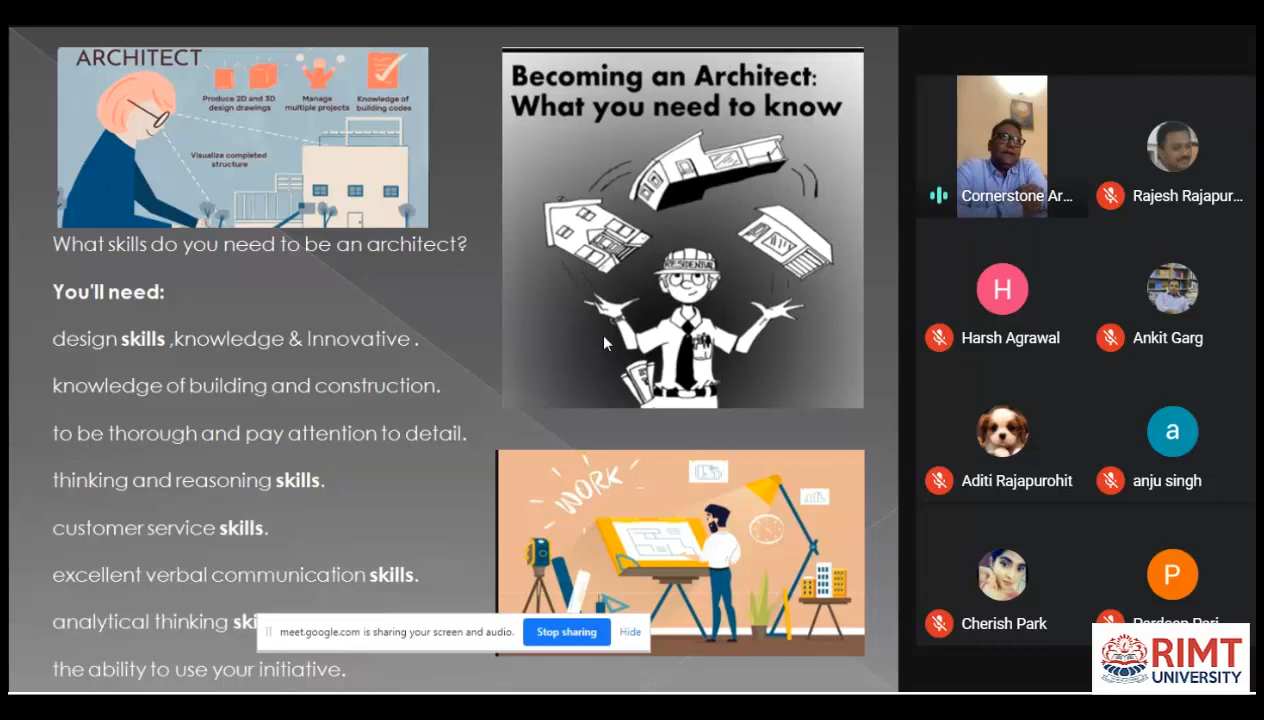 ARCHITECT
Produce 2D and 3D
design drawings
Manage
multiple projects
Knowledge of
building codes
Visualize completed
structure
What skills do you need to be an architect?
You'll need:
design skills ,knowledge & Innovative .
knowledge of building and construction.
to be thorough and pay attention to detail.
thinking and reasoning skills.
customer service skills.
excellent verbal communication skills.
analytical thinking ski
the ability to use your initiative.
Becoming an Architect:
What you need to know
RESIDENTIAL
WORK
meet.google.com is sharing your screen and audio.
Stop sharing
Hide
Cornerstone Ar...
Rajesh Rajapur...
H
Harsh Agrawal
Ankit Garg
Aditi Rajapurohit
a
anju singh
Cherish Park
P
RIMT
UNIVERSITY